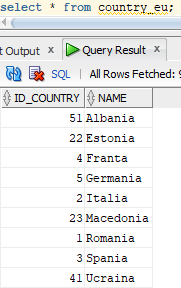 select * from country_eu;
t Output
Query Result
SQL
All Rows Fetched: 9
ID_COUNTRY NAME
51 Albania
22 Estonia
4 Franta
5 Germania
2 Italia
23 Macedonia
1 Romania
3 Spania
41 Ucraina